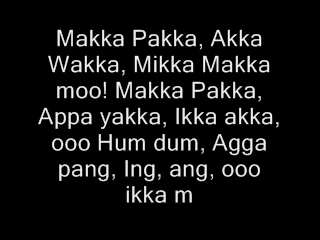 Makka Pakka, Akka
Wakka, Mikka Makka
moo! Makka Pakka,
Appa yakka, Ikka akka,
ooo Hum dum, Agga
pang, Ing, ang, ooo
ikka m